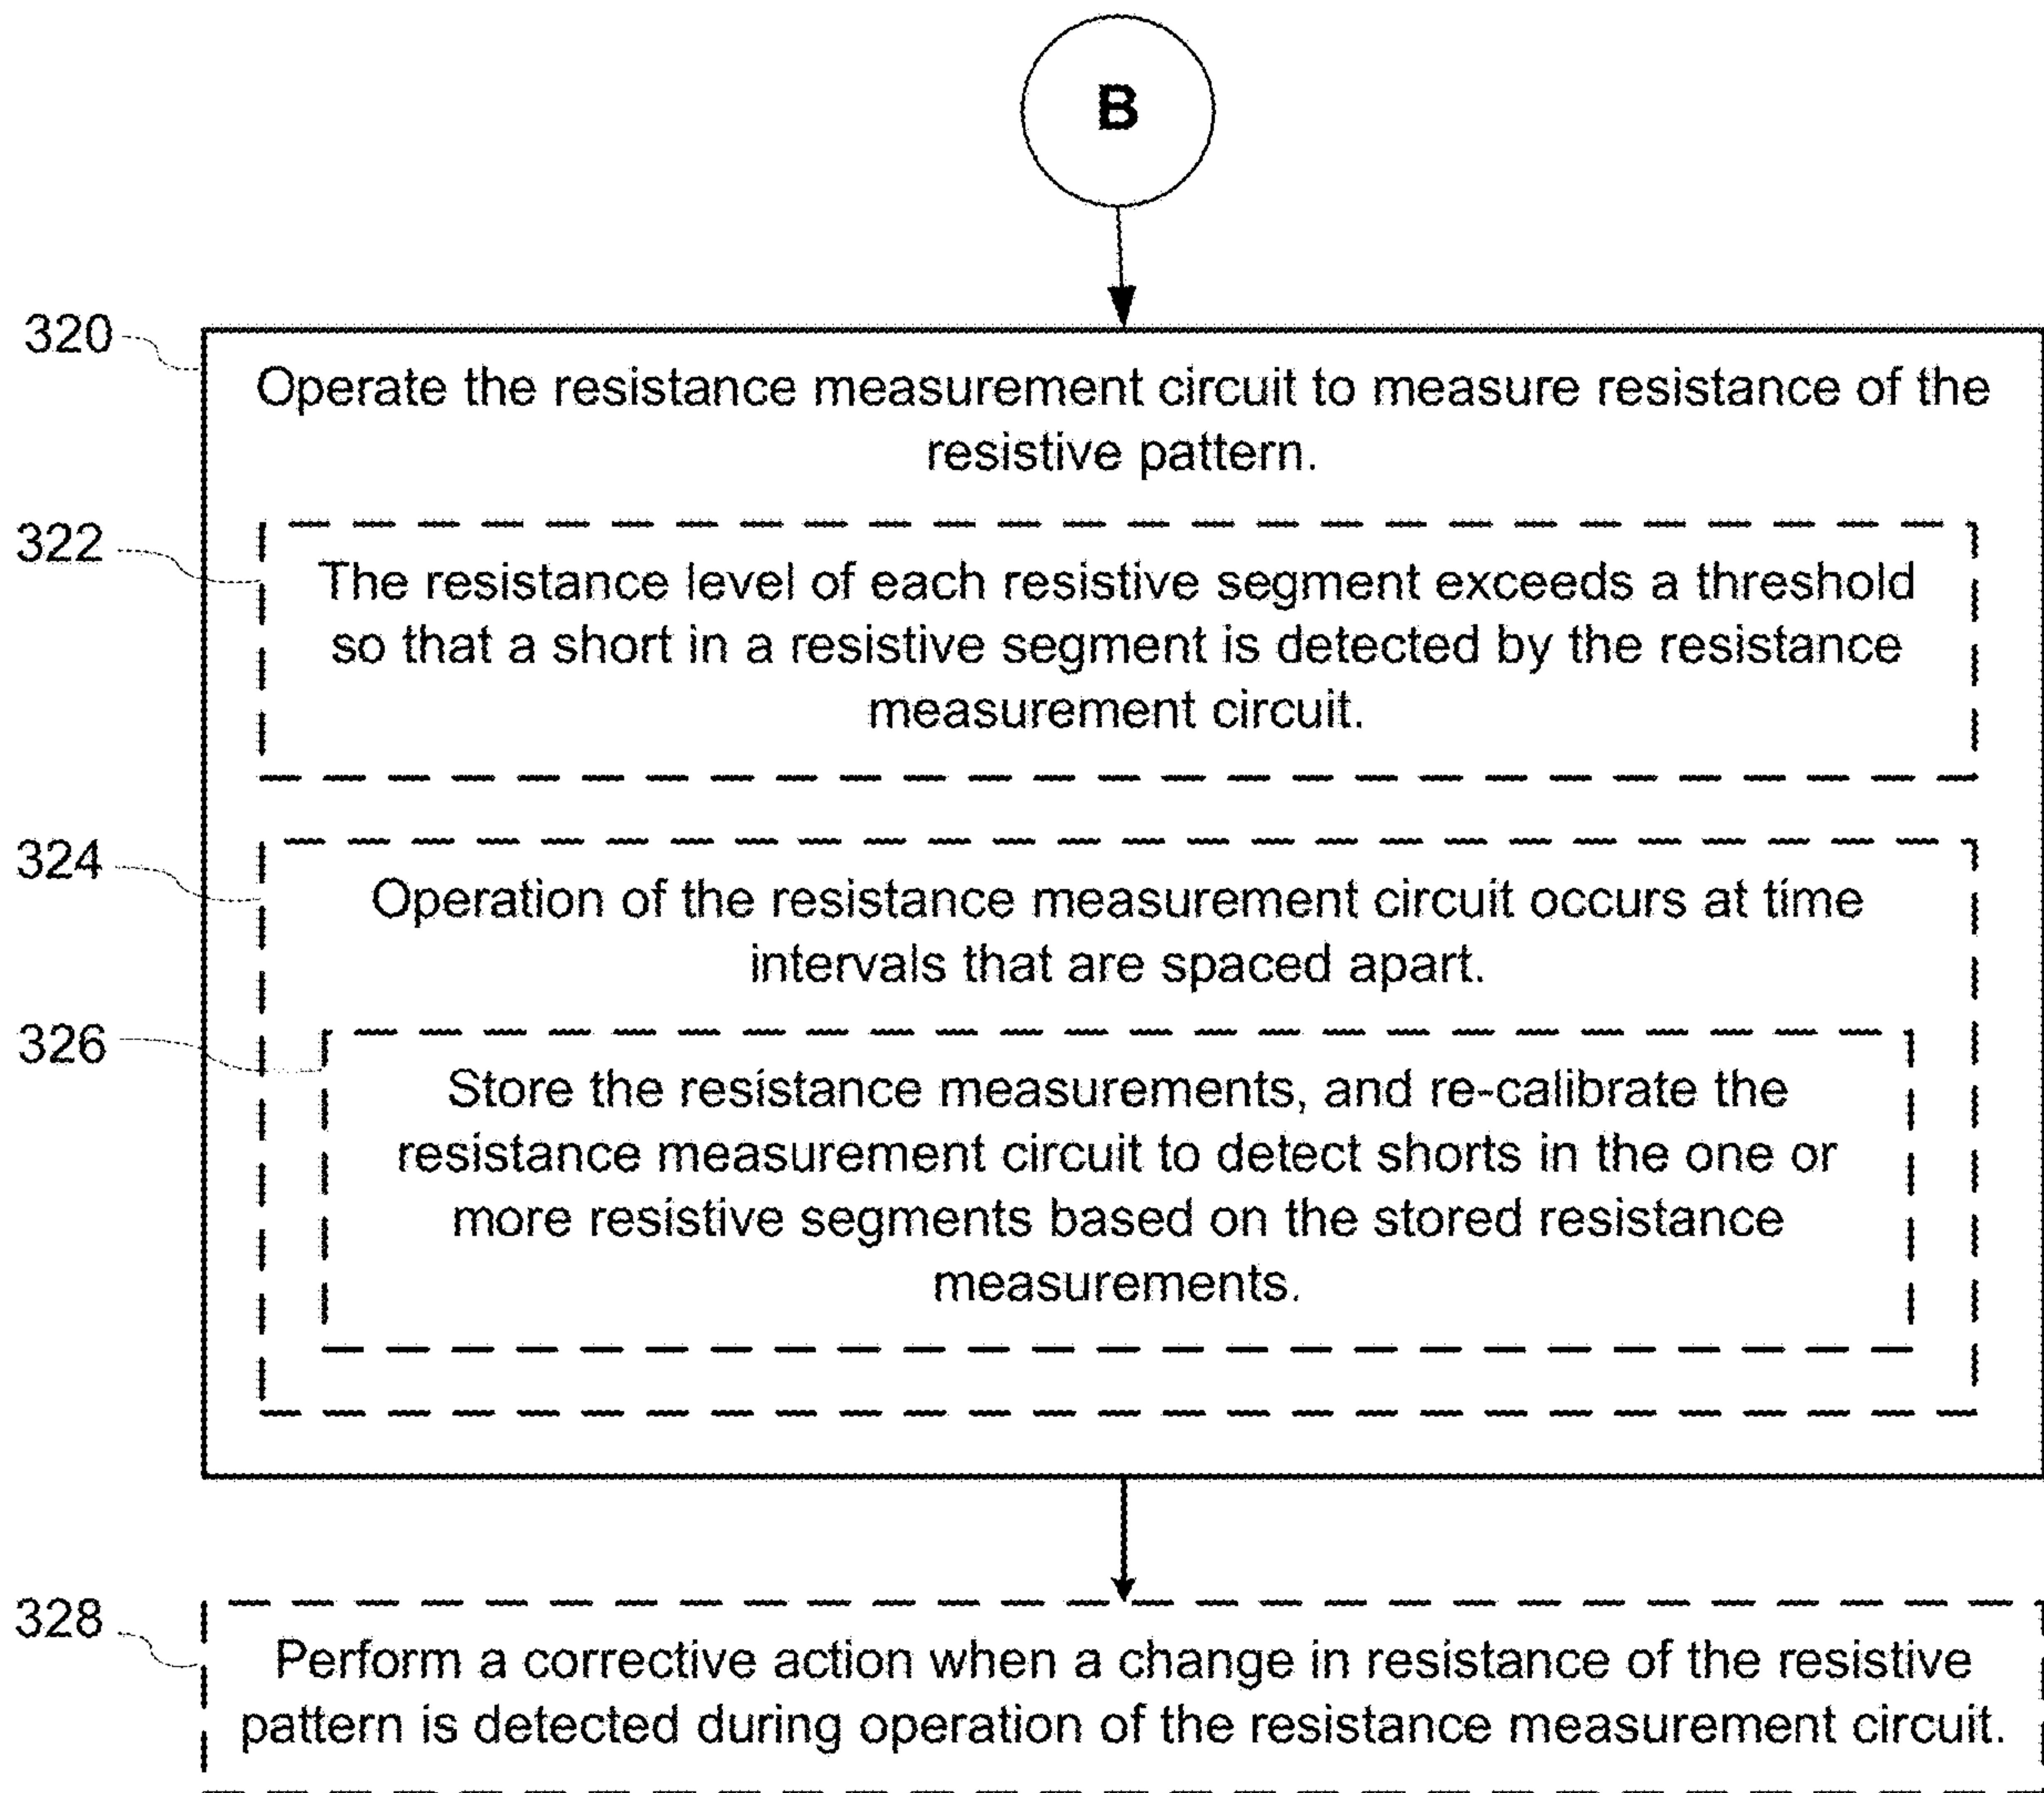 B
320
Operate the resistance measurement circuit to measure resistance of the
resistive pattern.
322
The resistance level of each resistive segment exceeds a threshold
so that a short in a resistive segment is detected by the resistance
measurement circuit.
324
Operation of the resistance measurement circuit occurs at time
intervals that are spaced apart.
326
Store the resistance measurements, and re-calibrate the
resistance measurement circuit to detect shorts in the one or
more resistive segments based on the stored resistance
measurements.
328
Perform a corrective action when a change in resistance of the resistive
pattern is detected during operation of the resistance measurement circuit.